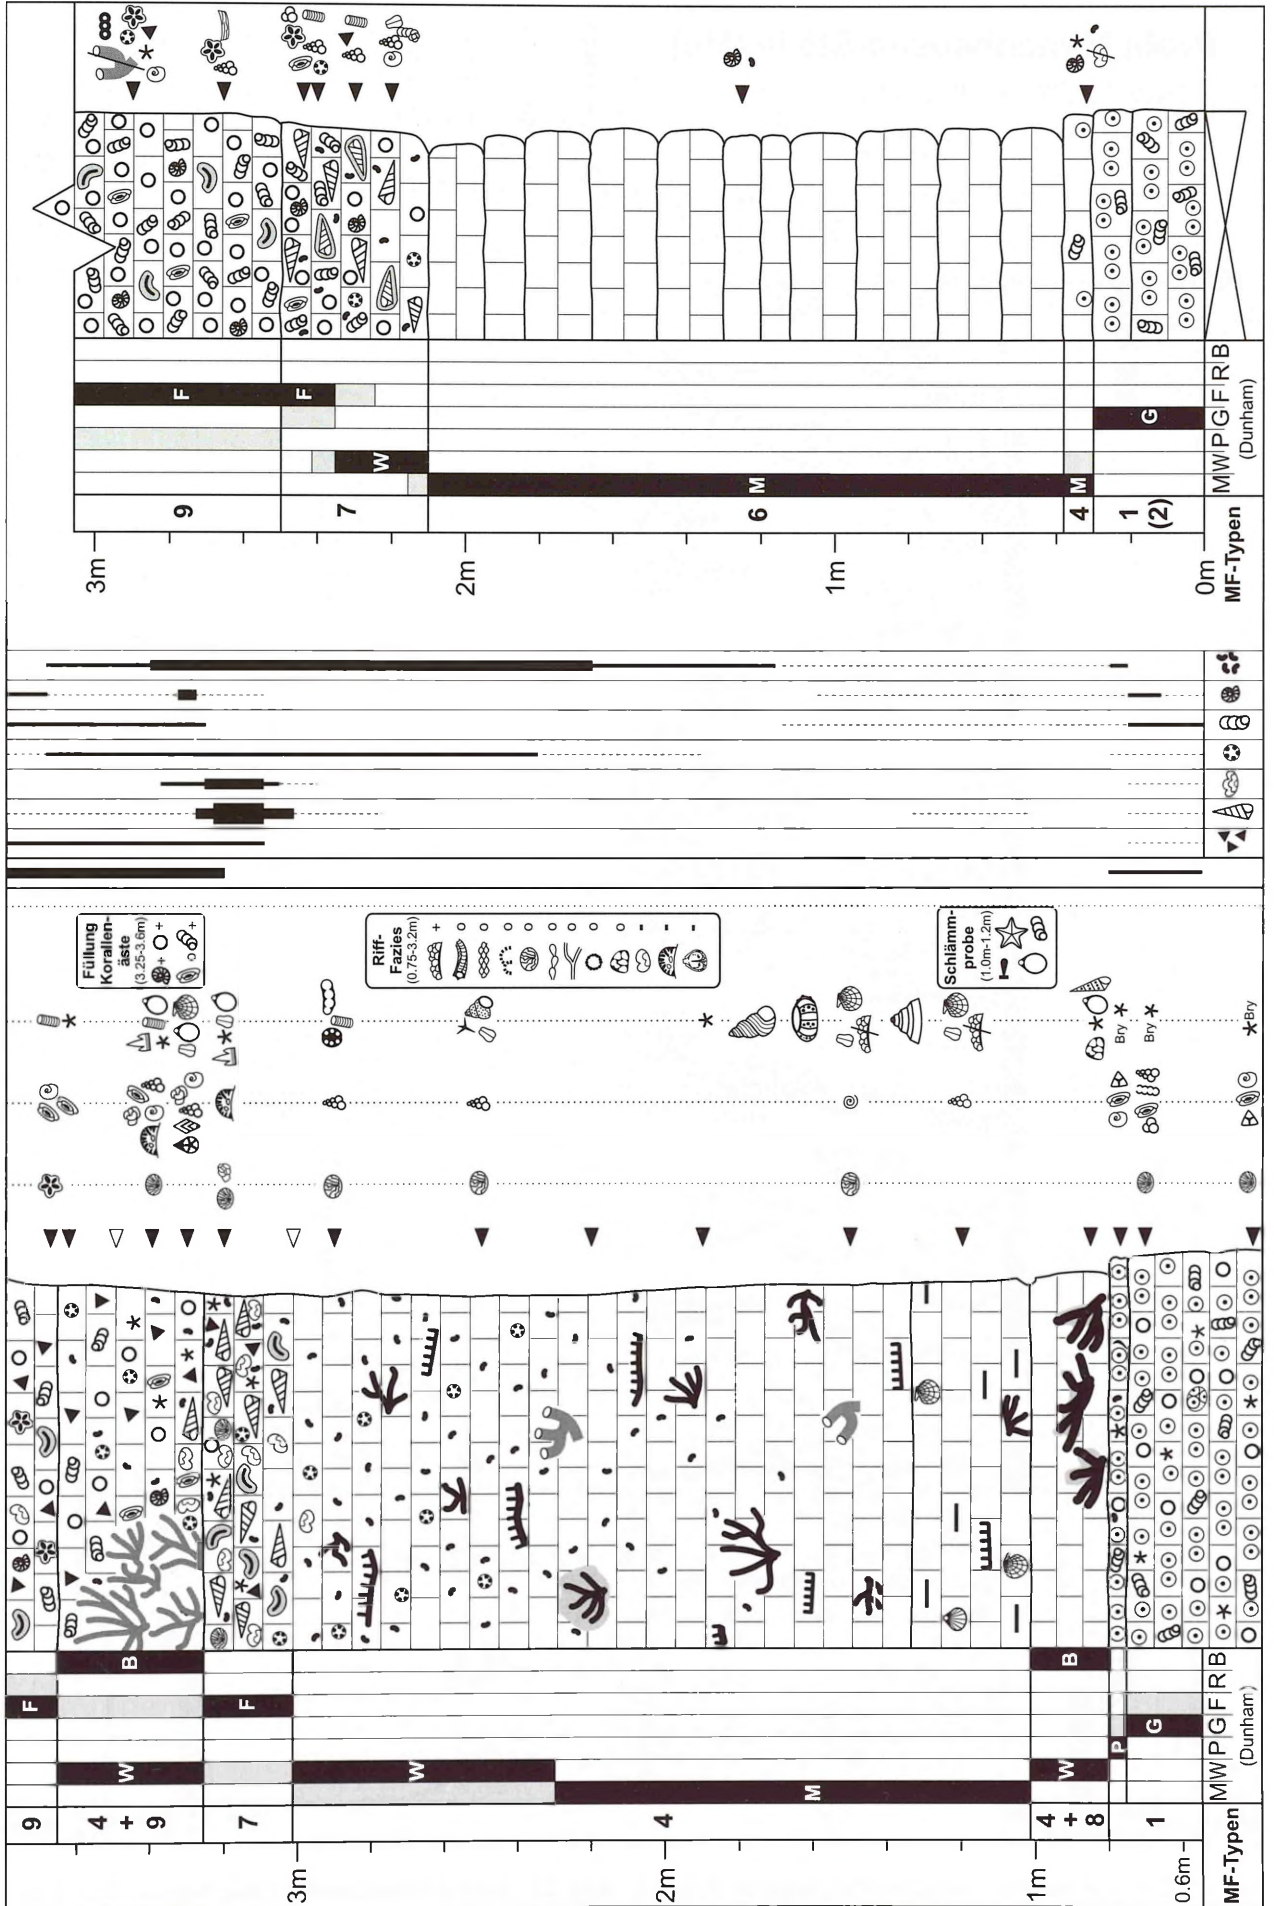 3m
2m
1m
0m
MF-Typen
9
7
6
4
1
(2)
F
F
W
M
M
G
M W P G F R B
(Dunham)
Füllung
Korallen-
äste
(3.25-3.6m)
+
+
+
Riff-
Fazies
(0.75-3.2m)
+
o
o
o
o
o
o
o
o
-
-
-
Schlämm-
probe
(1.0m-1.2m)
Bry
Bry
Bry
3m
2m
1m
0.6m
MF-Typen
9
4
+
9
7
4
4
+
8
1
F
B
W
F
W
M
B
W
P
G
M W P G F R B
(Dunham)